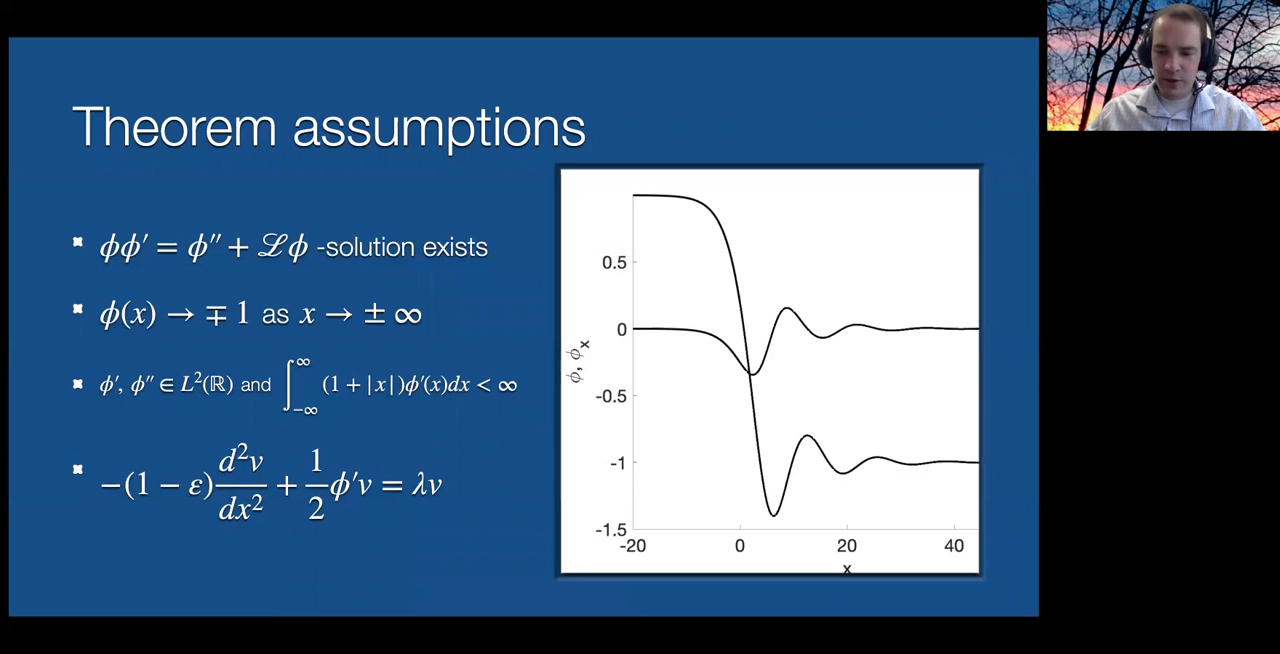 Theorem assumptions
ϕϕ′ = ϕ″ + ℒϕ -solution exists
ϕ(x) → ∓ 1 as x → ± ∞
ϕ′, ϕ″ ∈ L²(ℝ) and ∫_{−∞}^{∞} (1 + |x|)ϕ′(x)dx < ∞
−(1 − ϵ) d²v/dx² + 1/2 ϕ′v = λv
0.5
0
-0.5
-1
-1.5
-20 0 20 40
x
ϕ, ϕx